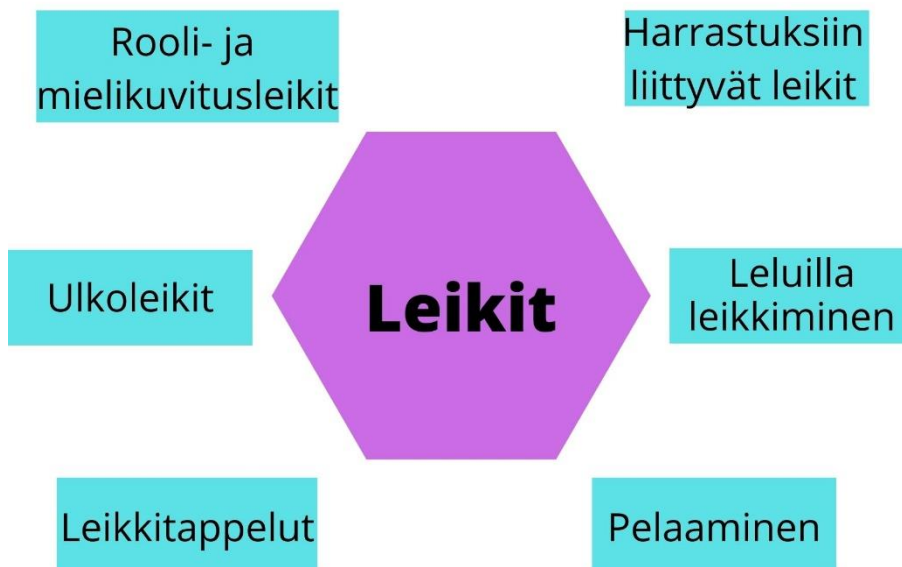 Rooli- ja
mielikuvitusleikit
Harrastuksiin
liittyvät leikit
Ulkoleikit
Leikit
Leluilla
leikkiminen
Leikkitappelut
Pelaaminen